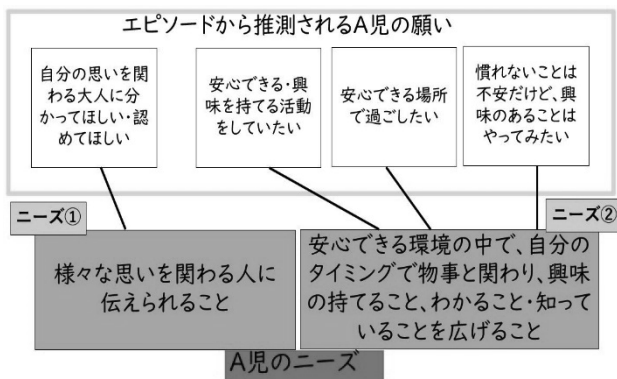 エピソードから推測されるA児の願い
自分の思いを関
わる大人に分
かってほしい・認
めてほしい
安心できる・興
味を持てる活動
をしていたい
安心できる場所
で過ごしたい
慣れないことは
不安だけど、興
味のあることは
やってみたい
ニーズ①
様々な思いを関わる人に
伝えられること
ニーズ②
安心できる環境の中で、自分の
タイミングで物事と関わり、興味
の持てること、わかること・知って
いることを広げること
A児のニーズ